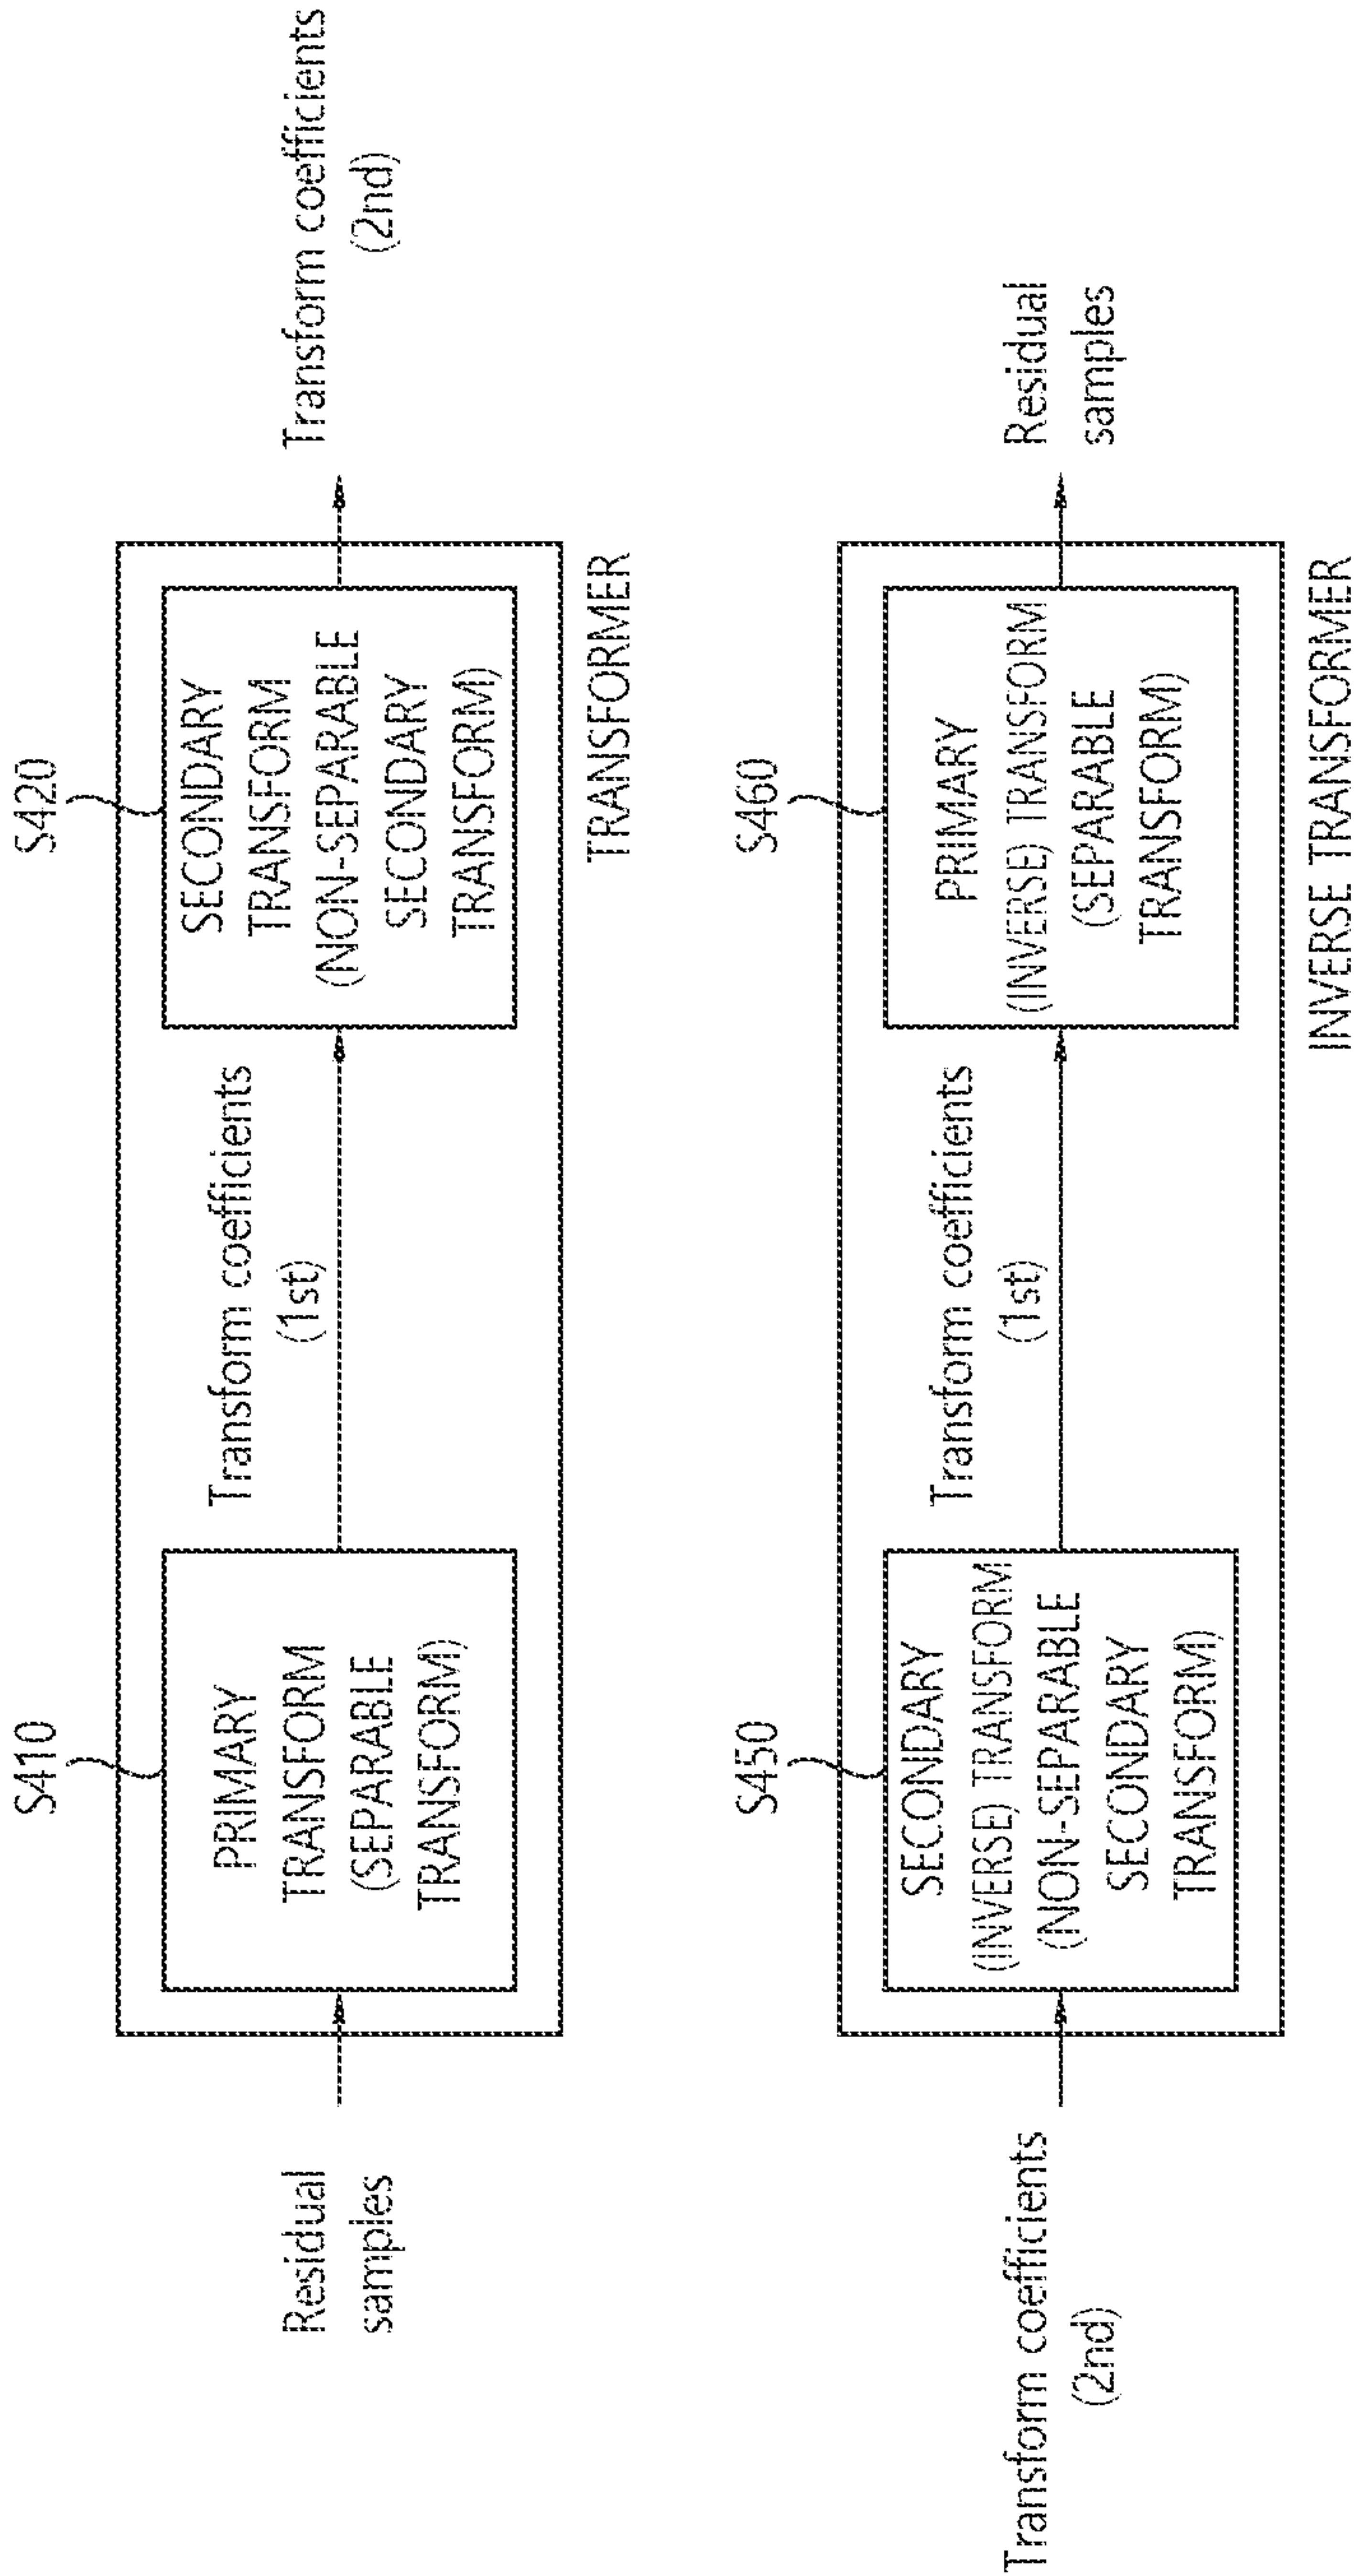 S410
S420
Residual
samples
PRIMARY
TRANSFORM
(SEPARABLE
TRANSFORM)
Transform coefficients
(1st)
SECONDARY
TRANSFORM
(NON-SEPARABLE
SECONDARY
TRANSFORM)
Transform coefficients
(2nd)
TRANSFORMER
S450
S460
Transform coefficients
(2nd)
SECONDARY
(INVERSE) TRANSFORM
(NON-SEPARABLE
SECONDARY
TRANSFORM)
Transform coefficients
(1st)
PRIMARY
(INVERSE) TRANSFORM
(SEPARABLE
TRANSFORM)
Residual
samples
INVERSE TRANSFORMER